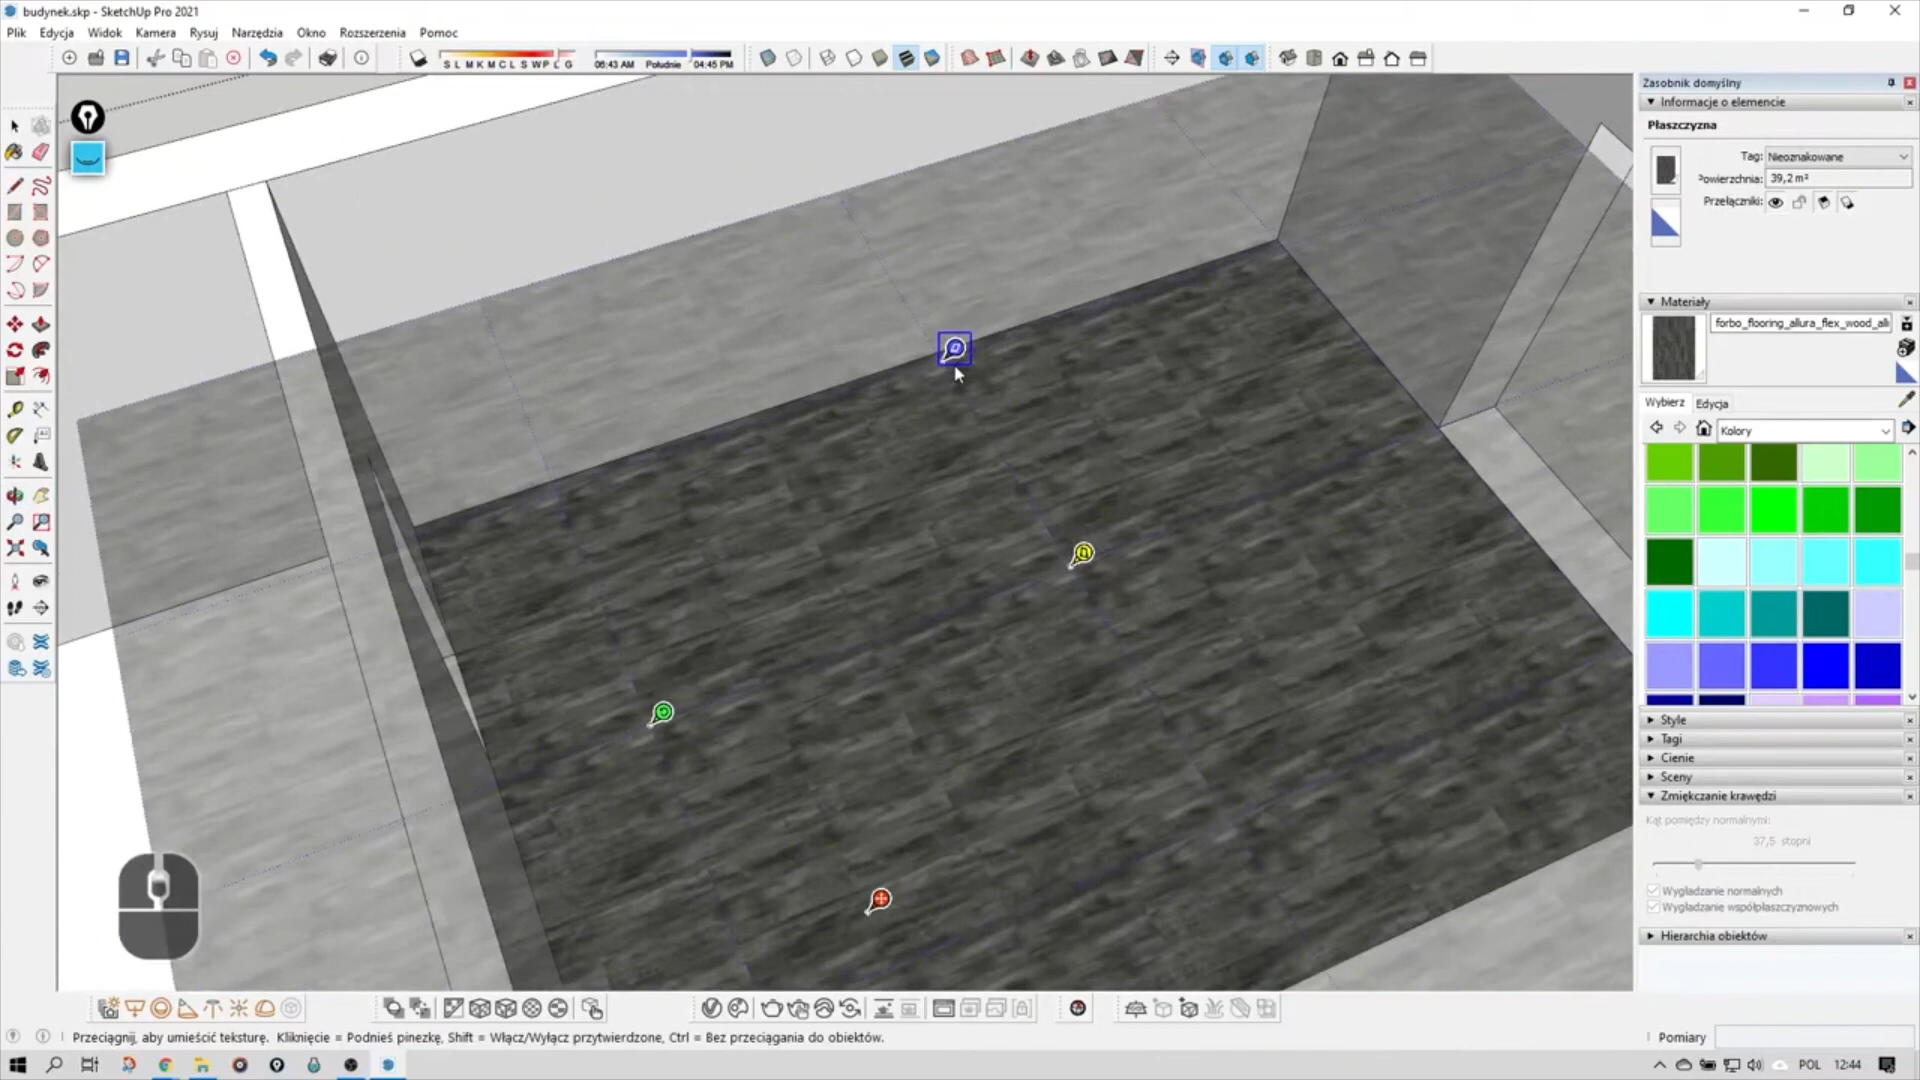 budynek.skp - SketchUp Pro 2021
Plik Edycja Widok Kamera Rysuj Narzędzia Okno Rozszerzenia Pomoc
S L M K M C L S W P L G 06:43 AM Południe 04:45 PM
Zasobnik domyślny
Informacje o elemencie
Płaszczyzna
Tag: Nieoznakowane
Powierzchnia: 39,2 m²
Przełączniki:
Materiały
forbo_flooring_allura_flex_wood_all
Wybierz Edycja
Kolory
Style
Tagi
Cienie
Sceny
Zmiękczanie krawędzi
Kąt pomiędzy normalnymi:
37,5 stopni
Wygładzanie normalnych
Wygładzanie współpłaszczyznowych
Hierarchia obiektów
Przeciągnij, aby umieścić teksturę. Kliknięcie = Podnieś pinezkę, Shift = Włącz/Wyłącz przytwierdzone, Ctrl = Bez przeciągania do obiektów.
Pomiary
POL 12:44